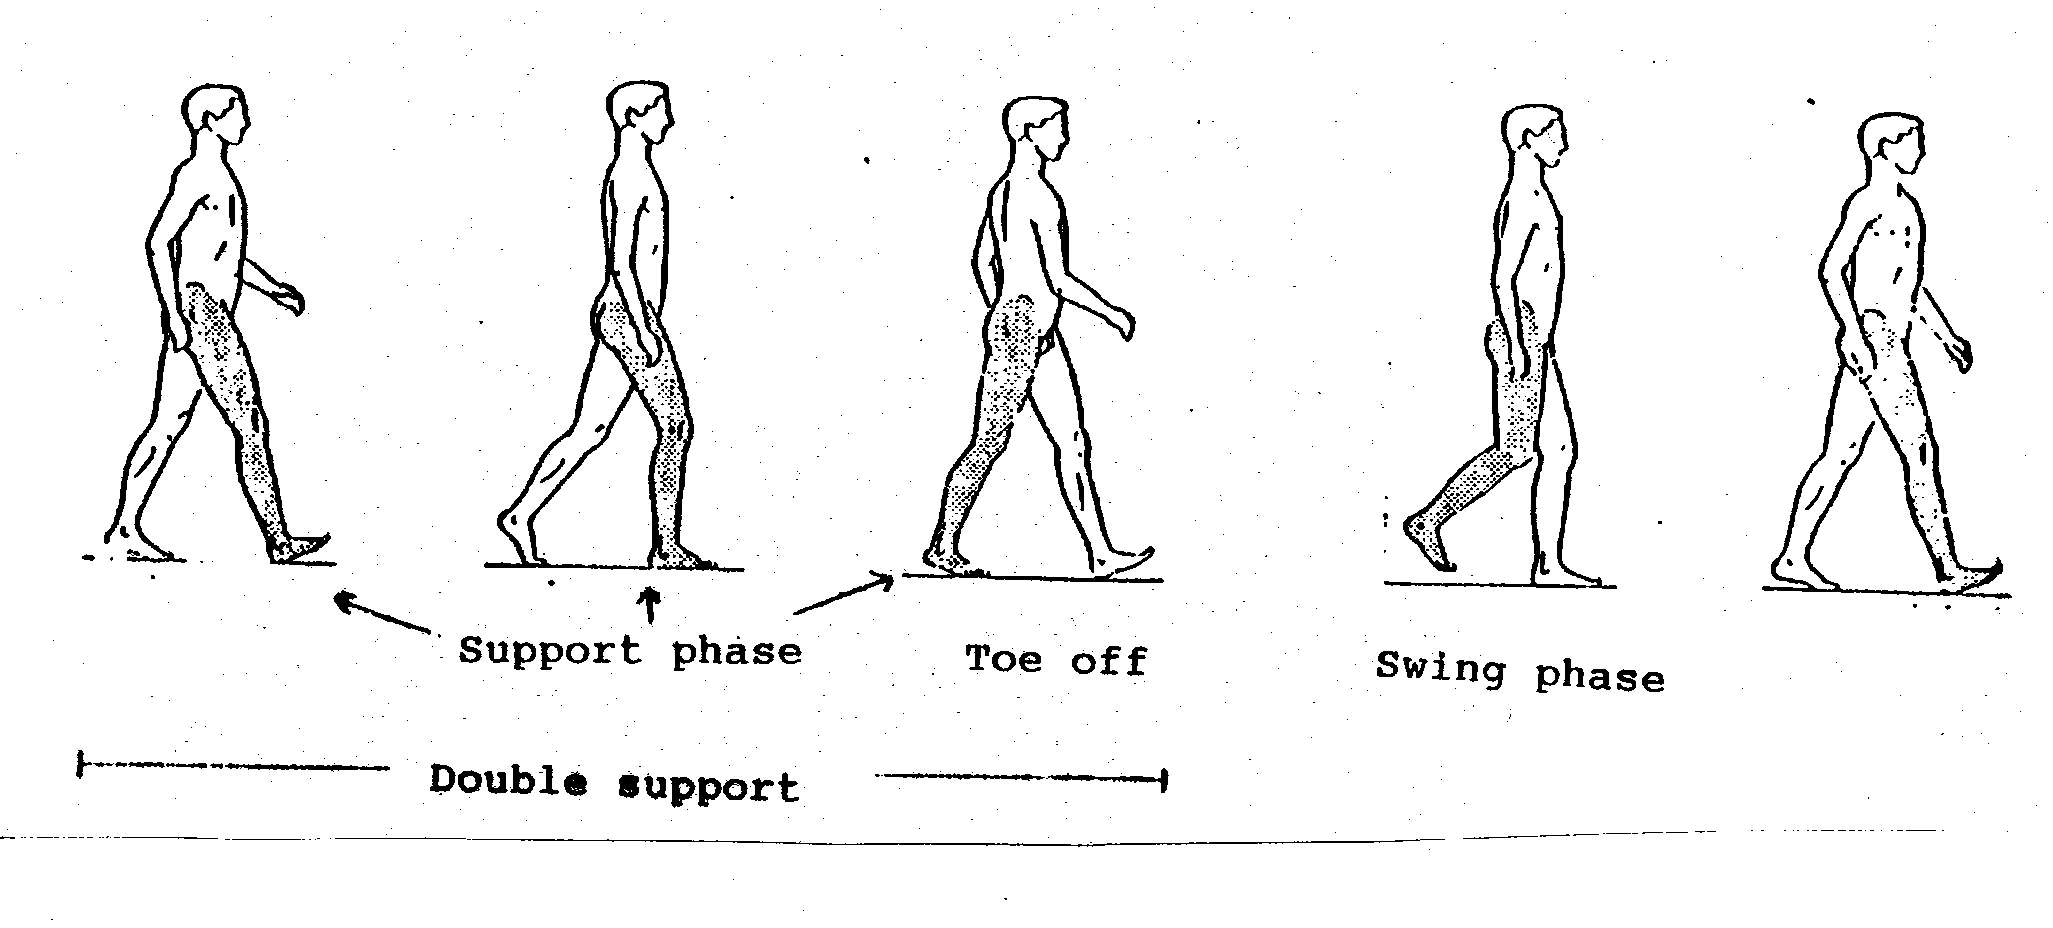 Support phase
Toe off
Swing phase
Double support